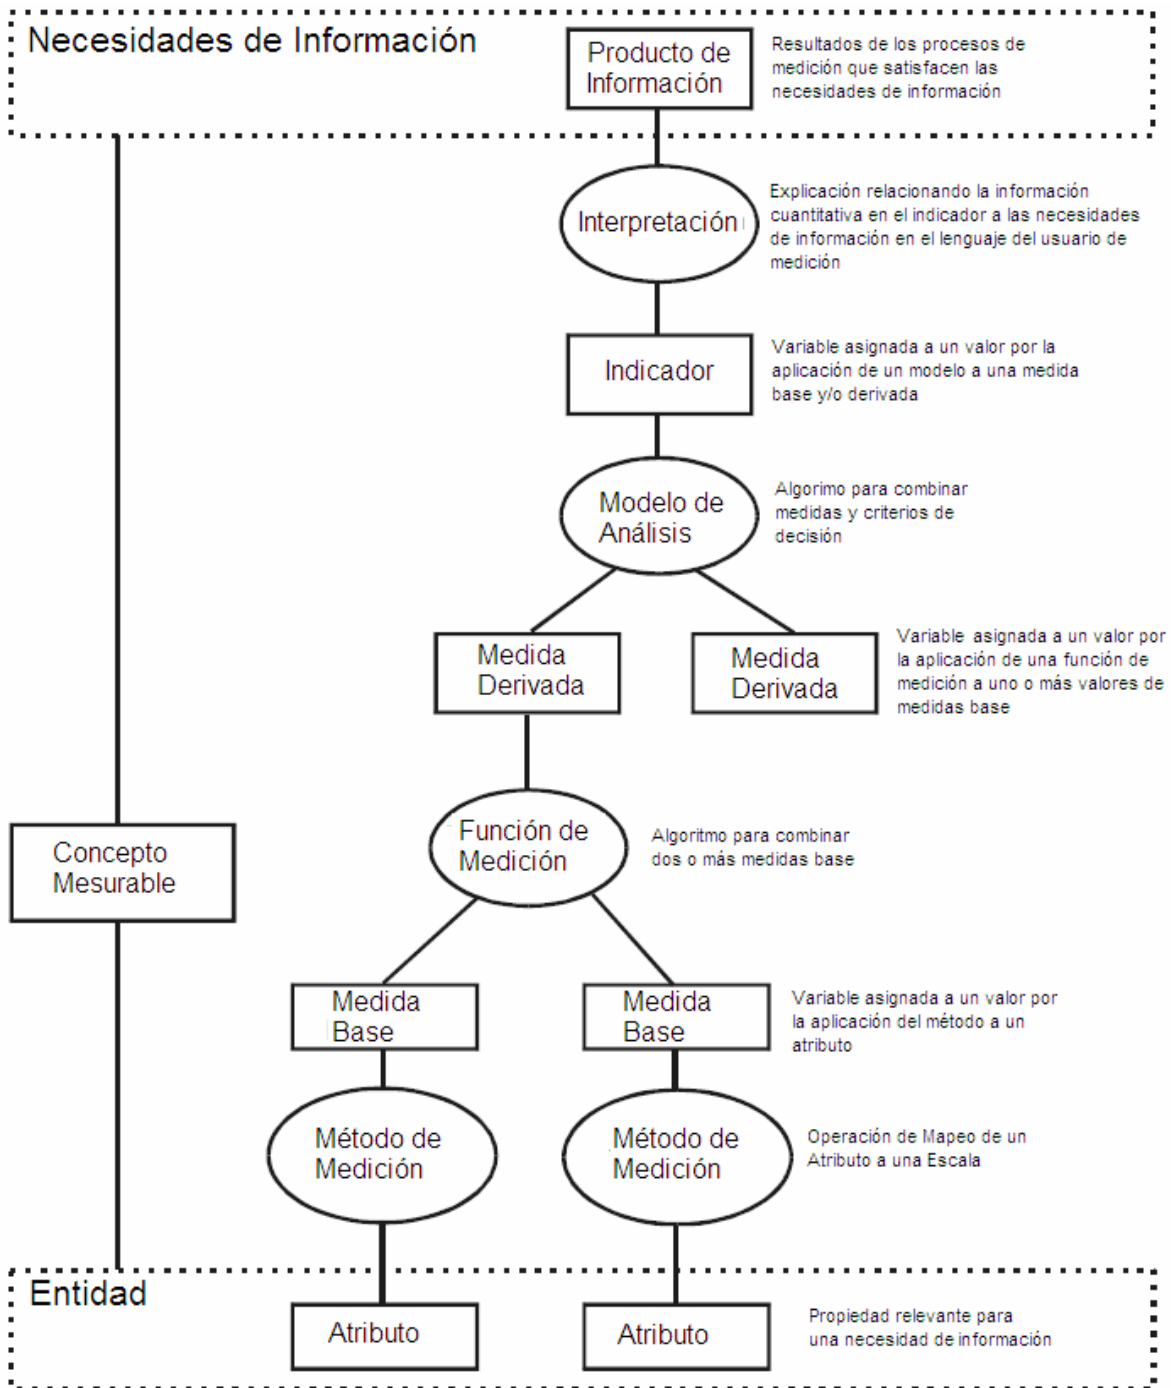 Necesidades de Información
Producto de
Información
Resultados de los procesos de
medición que satisfacen las
necesidades de información
Interpretación
Explicación relacionando la información
cuantitativa en el indicador a las necesidades
de información en el lenguaje del usuario de
medición
Indicador
Variable asignada a un valor por la
aplicación de un modelo a una medida
base y/o derivada
Modelo de
Análisis
Algorimo para combinar
medidas y criterios de
decisión
Medida
Derivada
Medida
Derivada
Variable asignada a un valor por
la aplicación de una función de
medición a uno o más valores de
medidas base
Función de
Medición
Algoritmo para combinar
dos o más medidas base
Concepto
Mesurable
Medida
Base
Medida
Base
Variable asignada a un valor por
la aplicación del método a un
atributo
Método de
Medición
Método de
Medición
Operación de Mapeo de un
Atributo a una Escala
Entidad
Atributo
Atributo
Propiedad relevante para
una necesidad de información